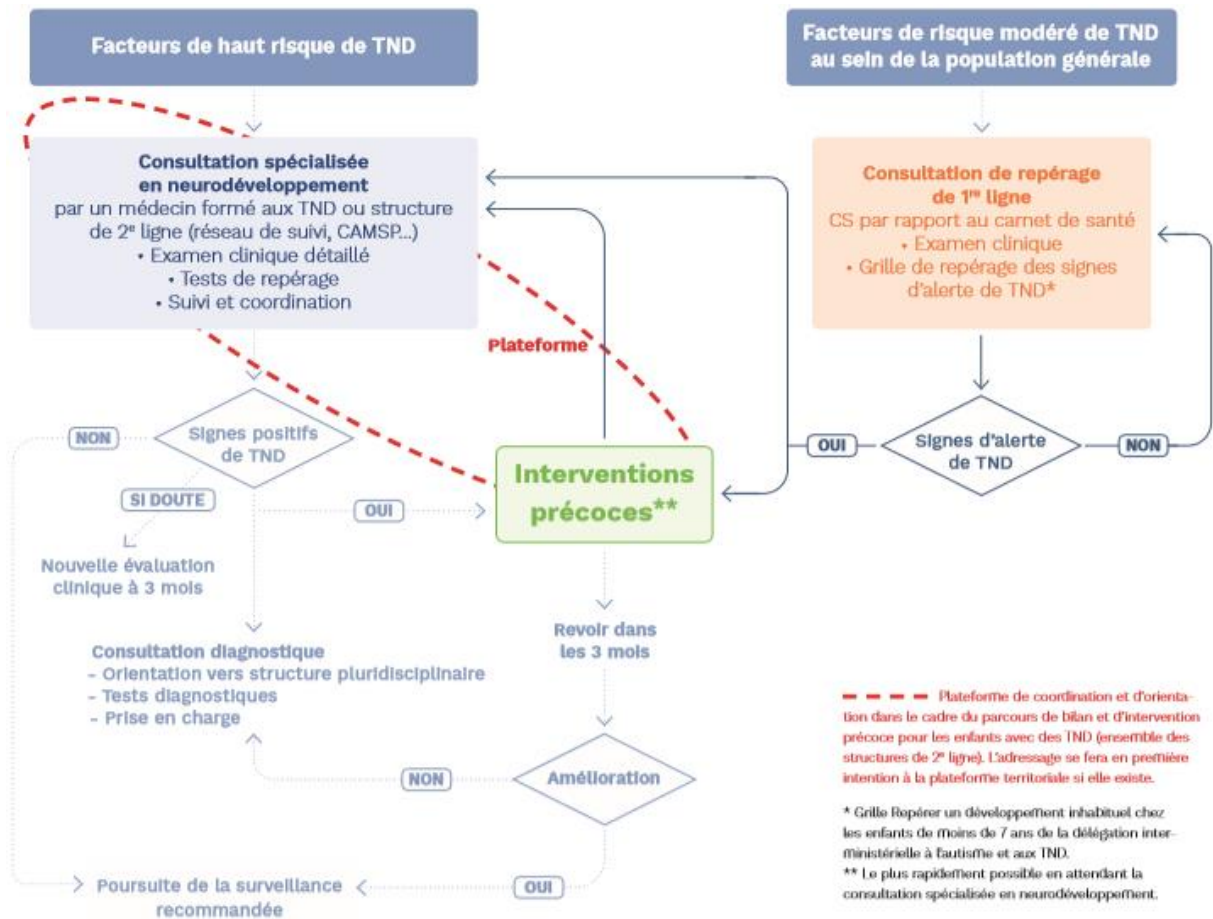 Facteurs de haut risque de TND
Facteurs de risque modéré de TND
au sein de la population générale
Consultation spécialisée
en neurodéveloppement
par un médecin formé aux TND ou structure
de 2e ligne (réseau de suivi, CAMSP...)
• Examen clinique détaillé
• Tests de repérage
• Suivi et coordination
Consultation de repérage
de 1re ligne
CS par rapport au carnet de santé
• Examen clinique
• Grille de repérage des signes
d'alerte de TND*
Plateforme
NON
Signes positifs
de TND
OUI
Signes d'alerte
de TND
NON
SI DOUTE
OUI
Interventions
précoces**
Nouvelle évaluation
clinique à 3 mois
Revoir dans
les 3 mois
Consultation diagnostique
- Orientation vers structure pluridisciplinaire
- Tests diagnostiques
- Prise en charge
NON
Amélioration
OUI
Poursuite de la surveillance
recommandée
Plateforme de coordination et d'orienta-
tion dans le cadre du parcours de bilan et d'intervention
précoce pour les enfants avec des TND (ensemble des
structures de 2e ligne). L'adressage se fera en première
intention à la plateforme territoriale si elle existe.
* Grille Repérer un développement inhabituel chez
les enfants de moins de 7 ans de la délégation inter-
ministérielle à l'autisme et aux TND.
** Le plus rapidement possible en attendant la
consultation spécialisée en neurodéveloppement.